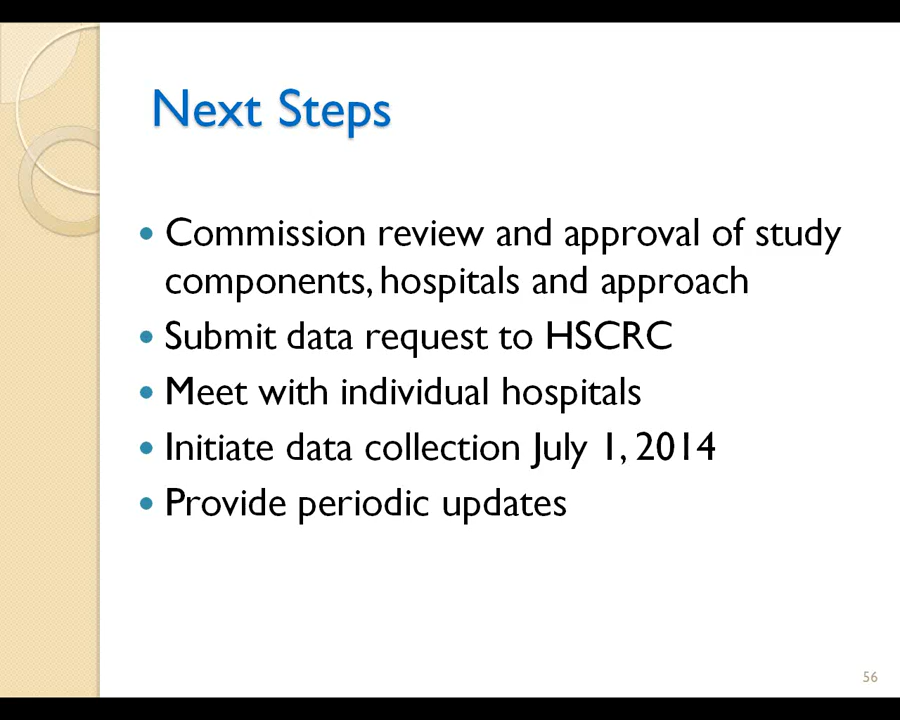 Next Steps
• Commission review and approval of study
components, hospitals and approach
• Submit data request to HSCRC
• Meet with individual hospitals
• Initiate data collection July 1, 2014
• Provide periodic updates
56